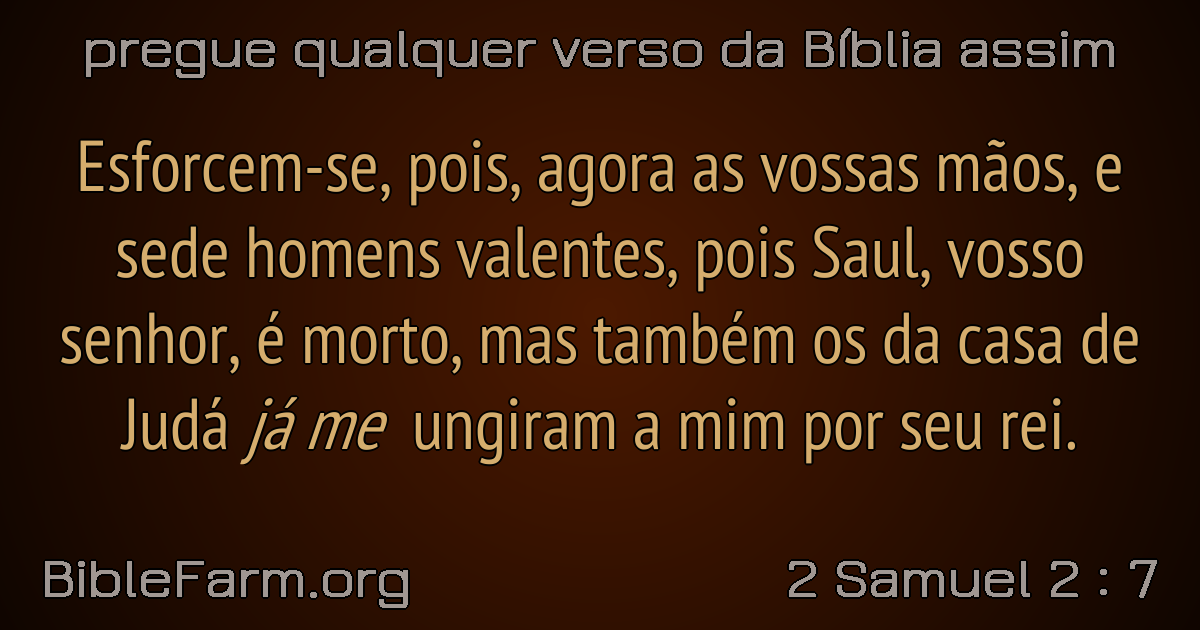 pregue qualquer verso da Bíblia assim
Esforcem-se, pois, agora as vossas mãos, e
sede homens valentes, pois Saul, vosso
senhor, é morto, mas também os da casa de
Judá já me ungiram a mim por seu rei.
BibleFarm.org
2 Samuel 2 : 7